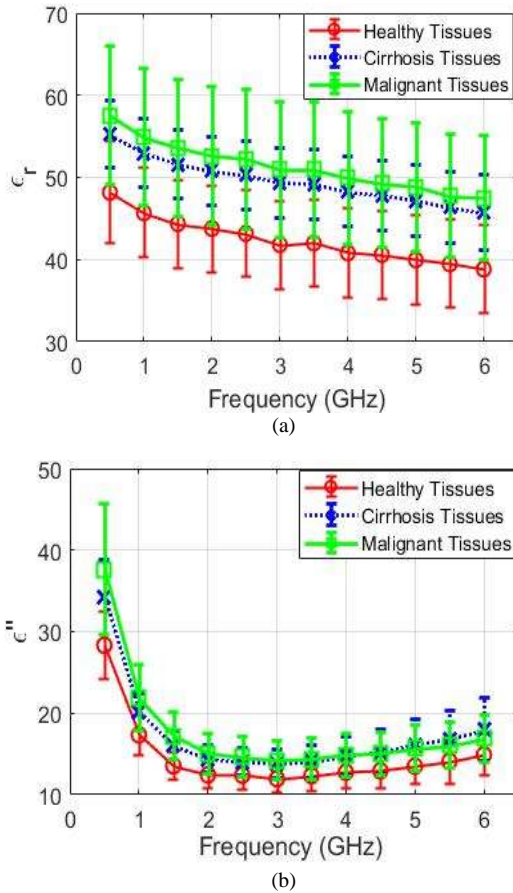 70
60
50
40
30
ϵr
Healthy Tissues
Cirrhosis Tissues
Malignant Tissues
0 1 2 3 4 5 6
Frequency (GHz)
(a)
50
40
30
20
10
ϵ"
Healthy Tissues
Cirrhosis Tissues
Malignant Tissues
0 1 2 3 4 5 6
Frequency (GHz)
(b)